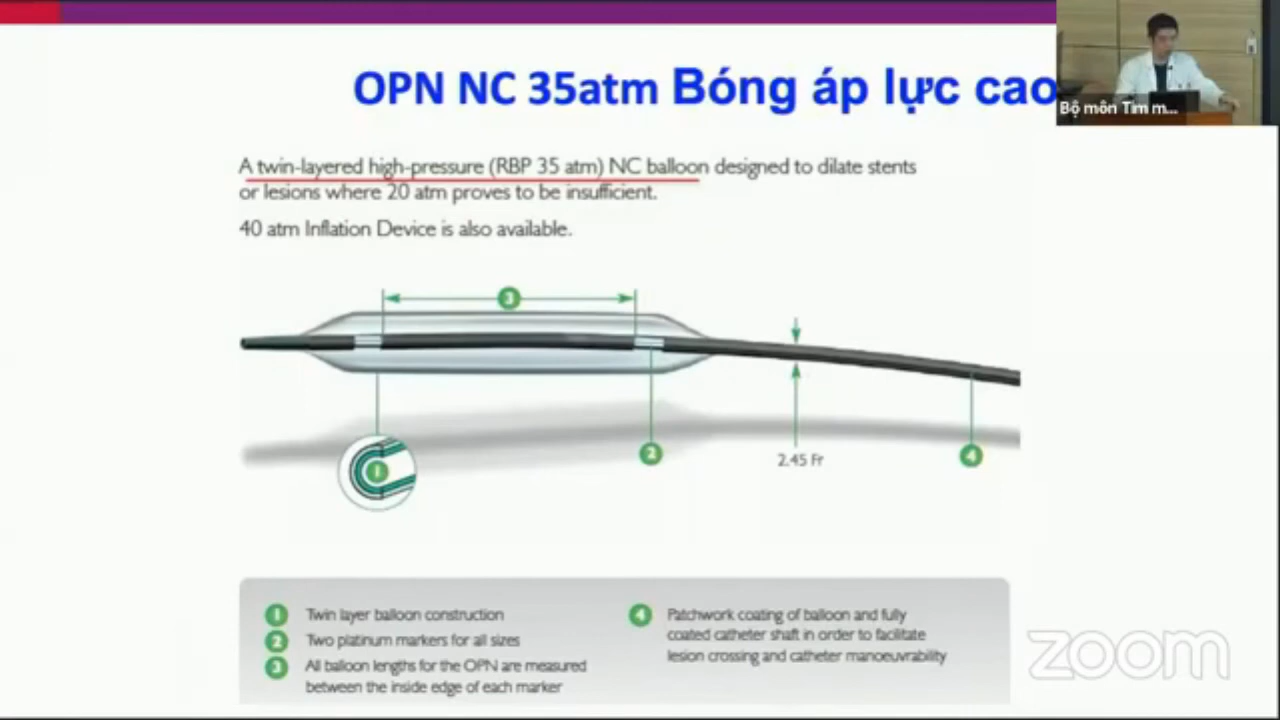 OPN NC 35atm Bóng áp lực cao
Bộ môn Tim m...
A twin-layered high-pressure (RBP 35 atm) NC balloon designed to dilate stents
or lesions where 20 atm proves to be insufficient.
40 atm Inflation Device is also available.
3
1
2
2.45 Fr
4
1 Twin layer balloon construction
2 Two platinum markers for all sizes
3 All balloon lengths for the OPN are measured
between the inside edge of each marker
4 Patchwork coating of balloon and fully
coated catheter shaft in order to facilitate
lesion crossing and catheter manoeuvrability
zoom